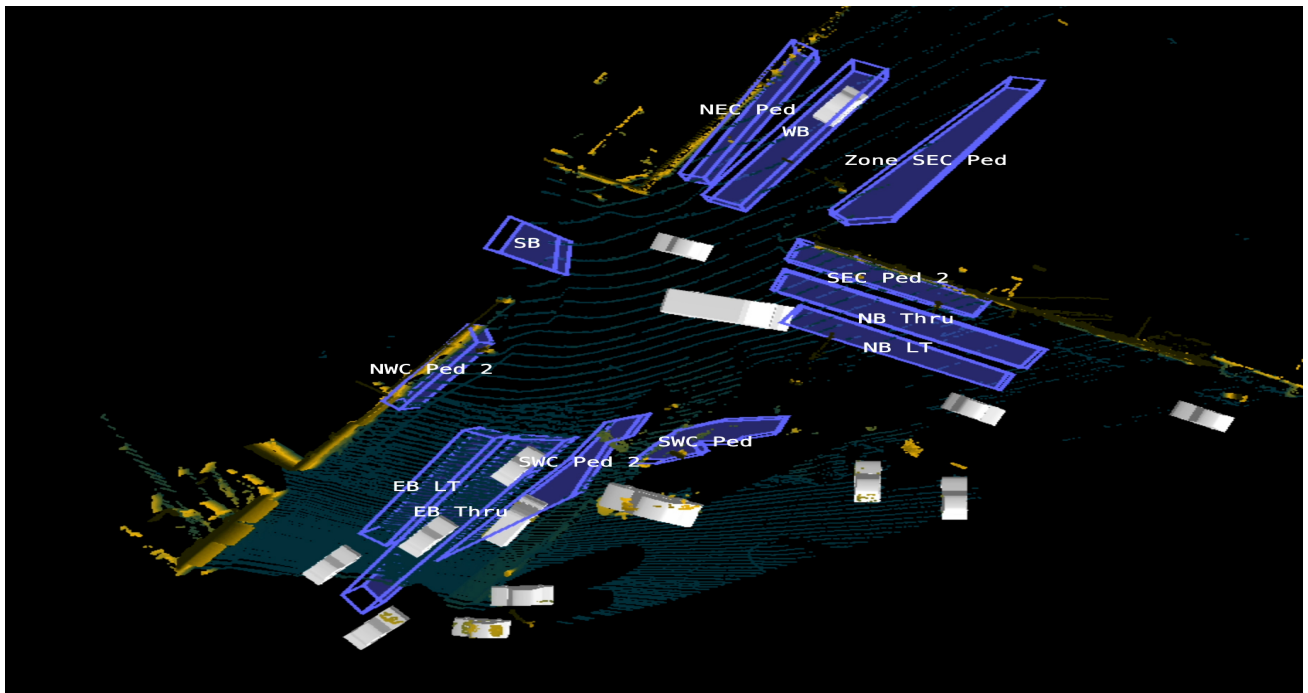 NEC Ped
WB
Zone SEC Ped
SB
SEC Ped 2
NB Thru
NB LT
NWC Ped 2
SWC Ped
SWC Ped 2
EB LT
EB Thru